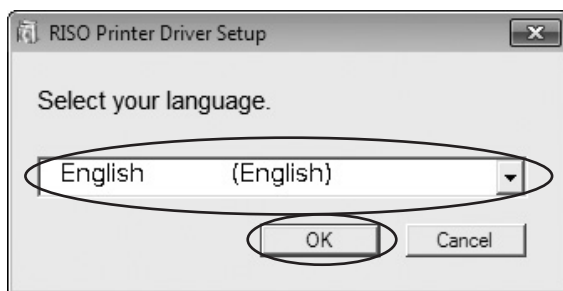 RISO Printer Driver Setup
Select your language.
English (English)
OK Cancel